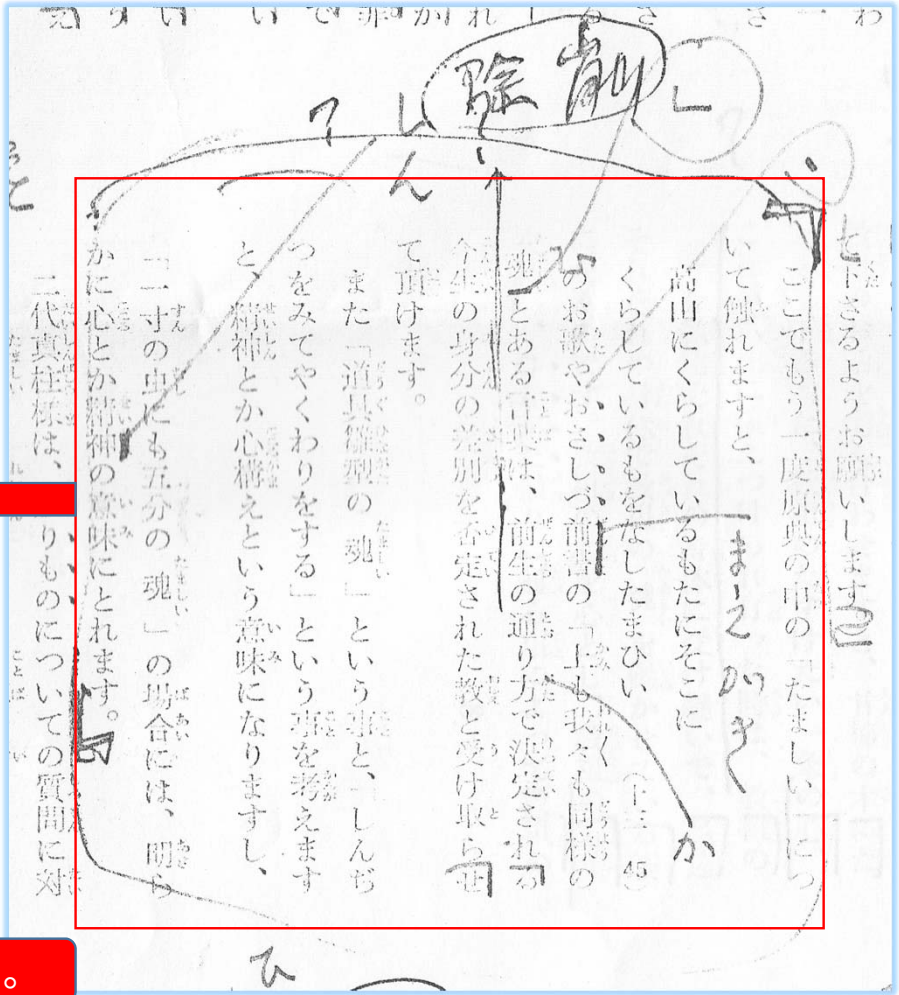 削除
下さるようお願いします
ここでもう一度原典の中の「たましい」につ
いて触れますと、
高山にくらしているもたにそこに
くらしているもをなしたまひい　(十三　45)
のお歌やおさしづ前書の「上も我々も同様の
魂」とある言葉は、前生の通り方で決定される
今生の身分の差別を否定された教と受け取らせ
て頂けます。
また「道具雛型の魂」という事と、「しんぢ
つをみてやくわりをする」という事を考えます
と、精神とか心構えという意味になりますし、
「一寸の虫にも五分の魂」の場合には、明ら
かに心とか精神の意味にとれます。
二代真柱様は、
りものについての質問に対
まえがき
か
ひ